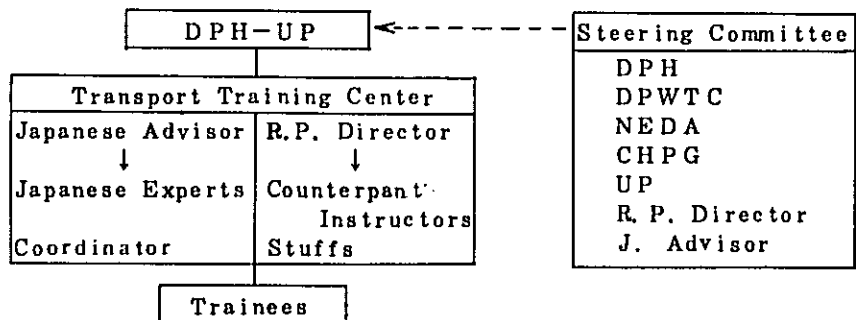 DPH-UP
Steering Committee
DPH
DPWTC
NEDA
CHPG
UP
R.P. Director
J. Advisor
Transport Training Center
Japanese Advisor
↓
Japanese Experts
Coordinator
R.P. Director
↓
Counterpant
Instructors
Stuffs
Trainees